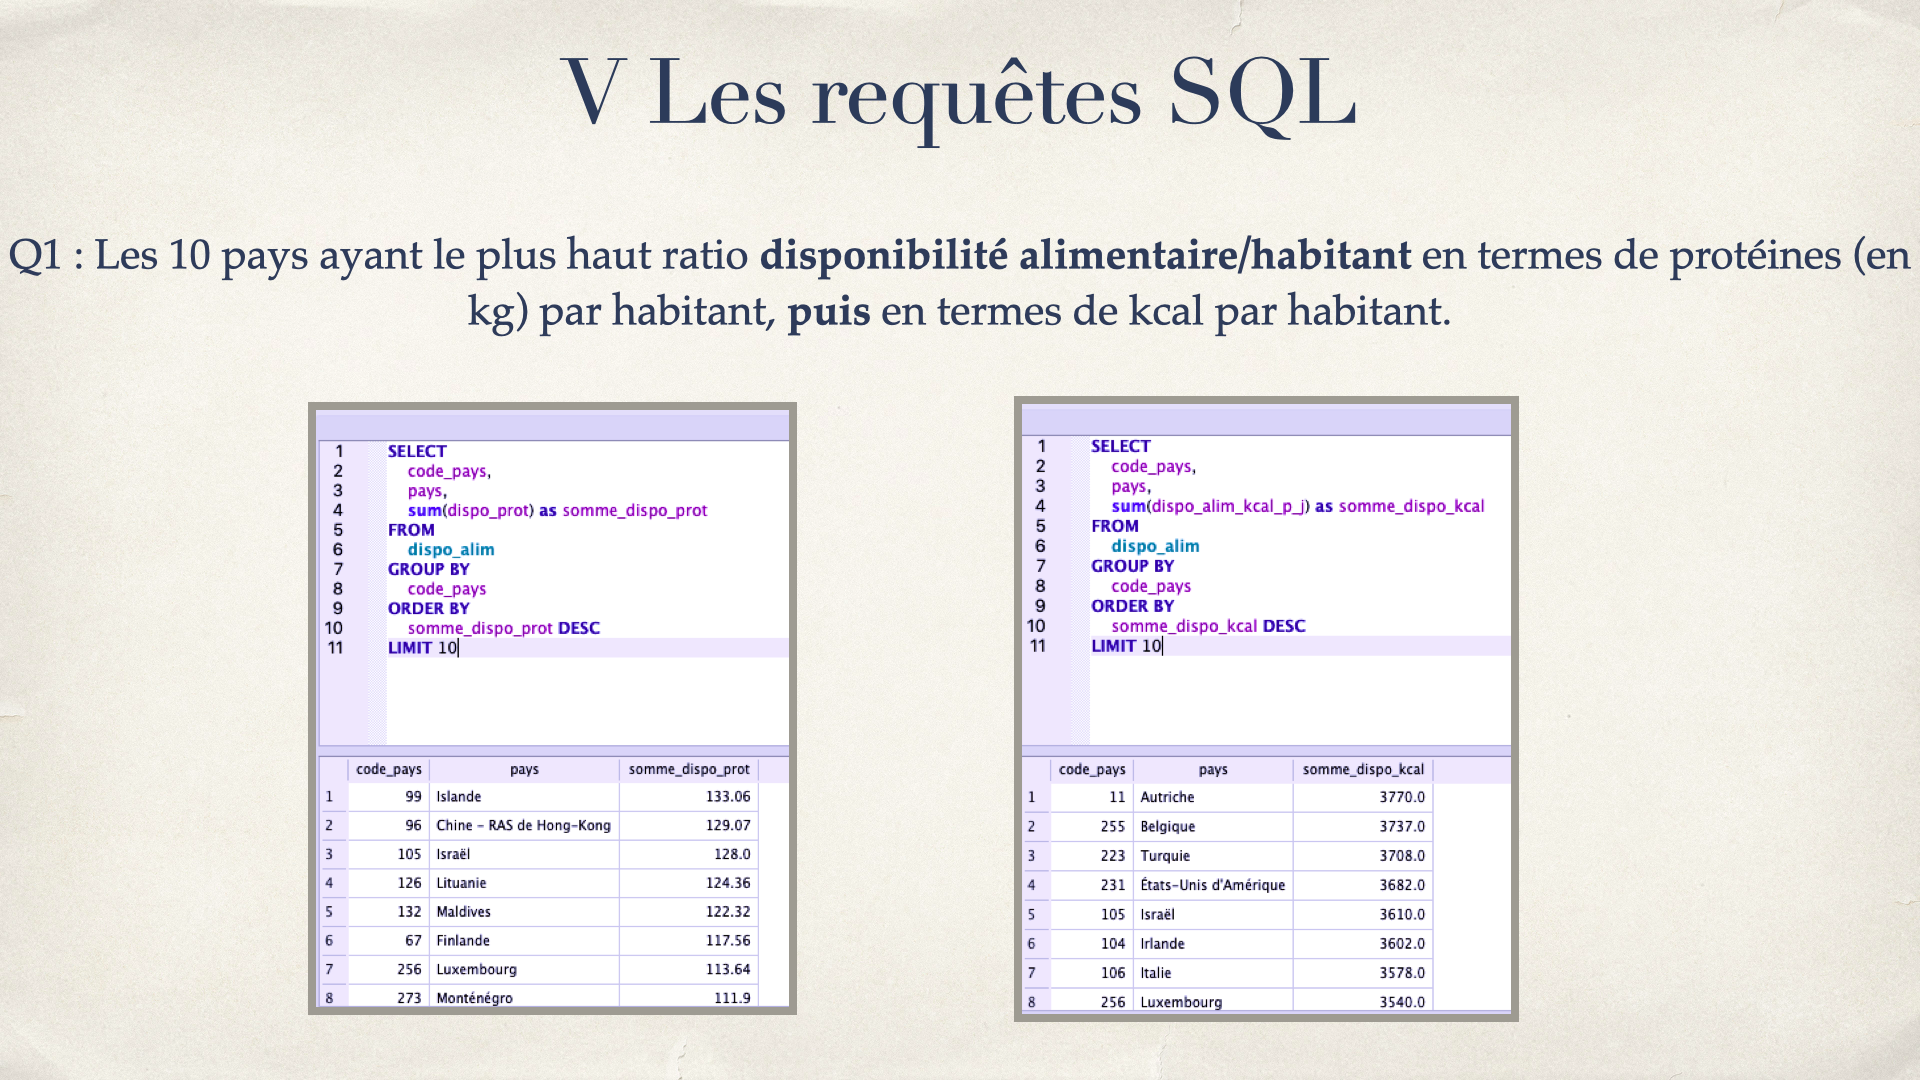 V Les requêtes SQL
Q1 : Les 10 pays ayant le plus haut ratio disponibilité alimentaire/habitant en termes de protéines (en
kg) par habitant, puis en termes de kcal par habitant.
1 SELECT
2 code_pays,
3 pays,
4 sum(dispo_prot) as somme_dispo_prot
5 FROM
6 dispo_alim
7 GROUP BY
8 code_pays
9 ORDER BY
10 somme_dispo_prot DESC
11 LIMIT 10
code_pays pays somme_dispo_prot
1 99 Islande 133.06
2 96 Chine - RAS de Hong-Kong 129.07
3 105 Israël 128.0
4 126 Lituanie 124.36
5 132 Maldives 122.32
6 67 Finlande 117.56
7 256 Luxembourg 113.64
8 273 Monténégro 111.9
1 SELECT
2 code_pays,
3 pays,
4 sum(dispo_alim_kcal_p_j) as somme_dispo_kcal
5 FROM
6 dispo_alim
7 GROUP BY
8 code_pays
9 ORDER BY
10 somme_dispo_kcal DESC
11 LIMIT 10
code_pays pays somme_dispo_kcal
1 11 Autriche 3770.0
2 255 Belgique 3737.0
3 223 Turquie 3708.0
4 231 États-Unis d'Amérique 3682.0
5 105 Israël 3610.0
6 104 Irlande 3602.0
7 106 Italie 3578.0
8 256 Luxembourg 3540.0